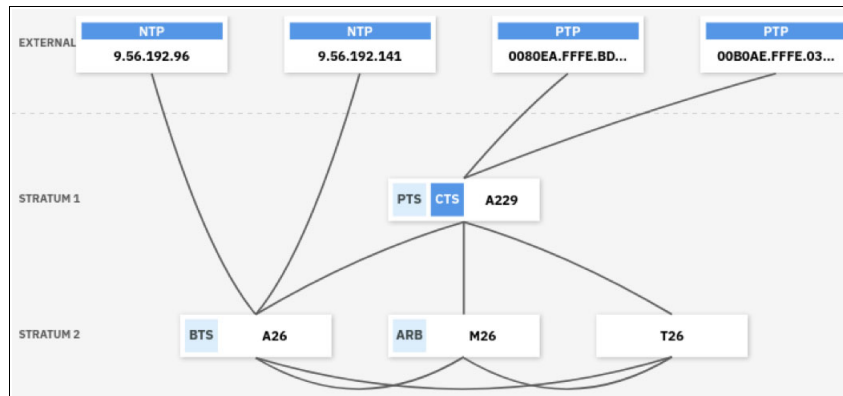 EXTERNAL
NTP
9.56.192.96
NTP
9.56.192.141
PTP
0080EA.FFFE.BD...
PTP
00B0AE.FFFE.03...
STRATUM 1
PTS CTS A229
STRATUM 2
BTS A26
ARB M26
T26